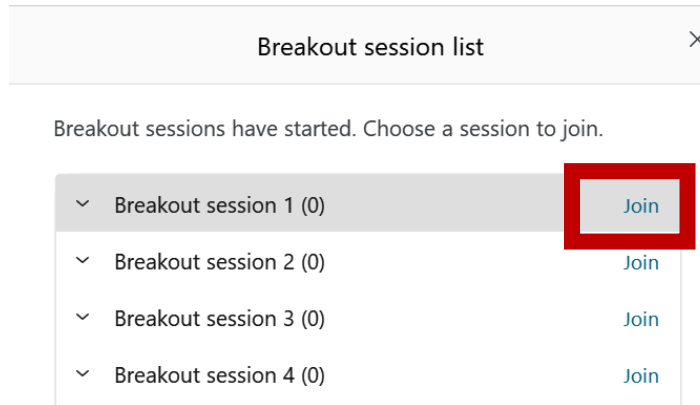 Breakout session list
Breakout sessions have started. Choose a session to join.
Breakout session 1 (0) Join
Breakout session 2 (0) Join
Breakout session 3 (0) Join
Breakout session 4 (0) Join